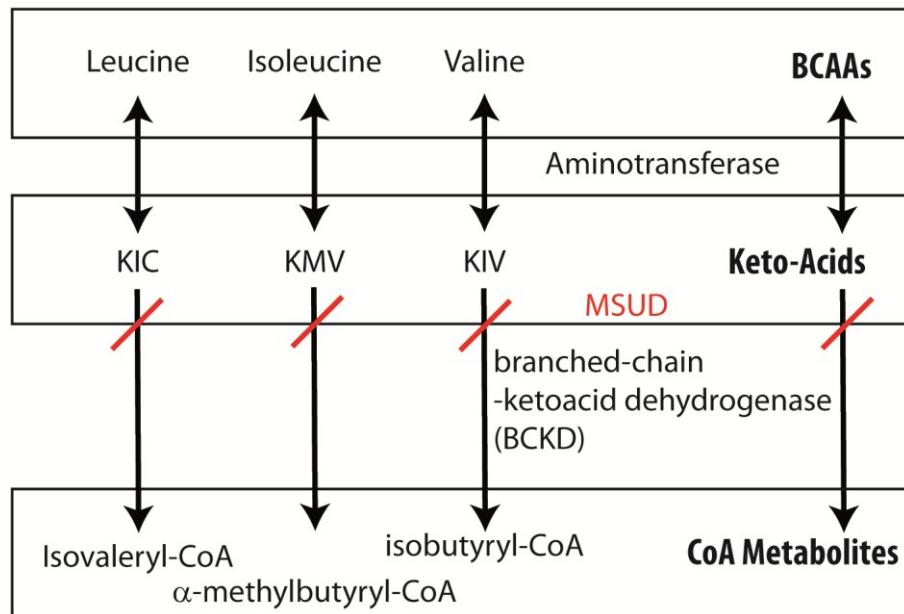 Leucine Isoleucine Valine BCAAs
Aminotransferase
KIC KMV KIV Keto-Acids
MSUD
branched-chain
-ketoacid dehydrogenase
(BCKD)
Isovaleryl-CoA isobutyryl-CoA CoA Metabolites
α-methylbutyryl-CoA